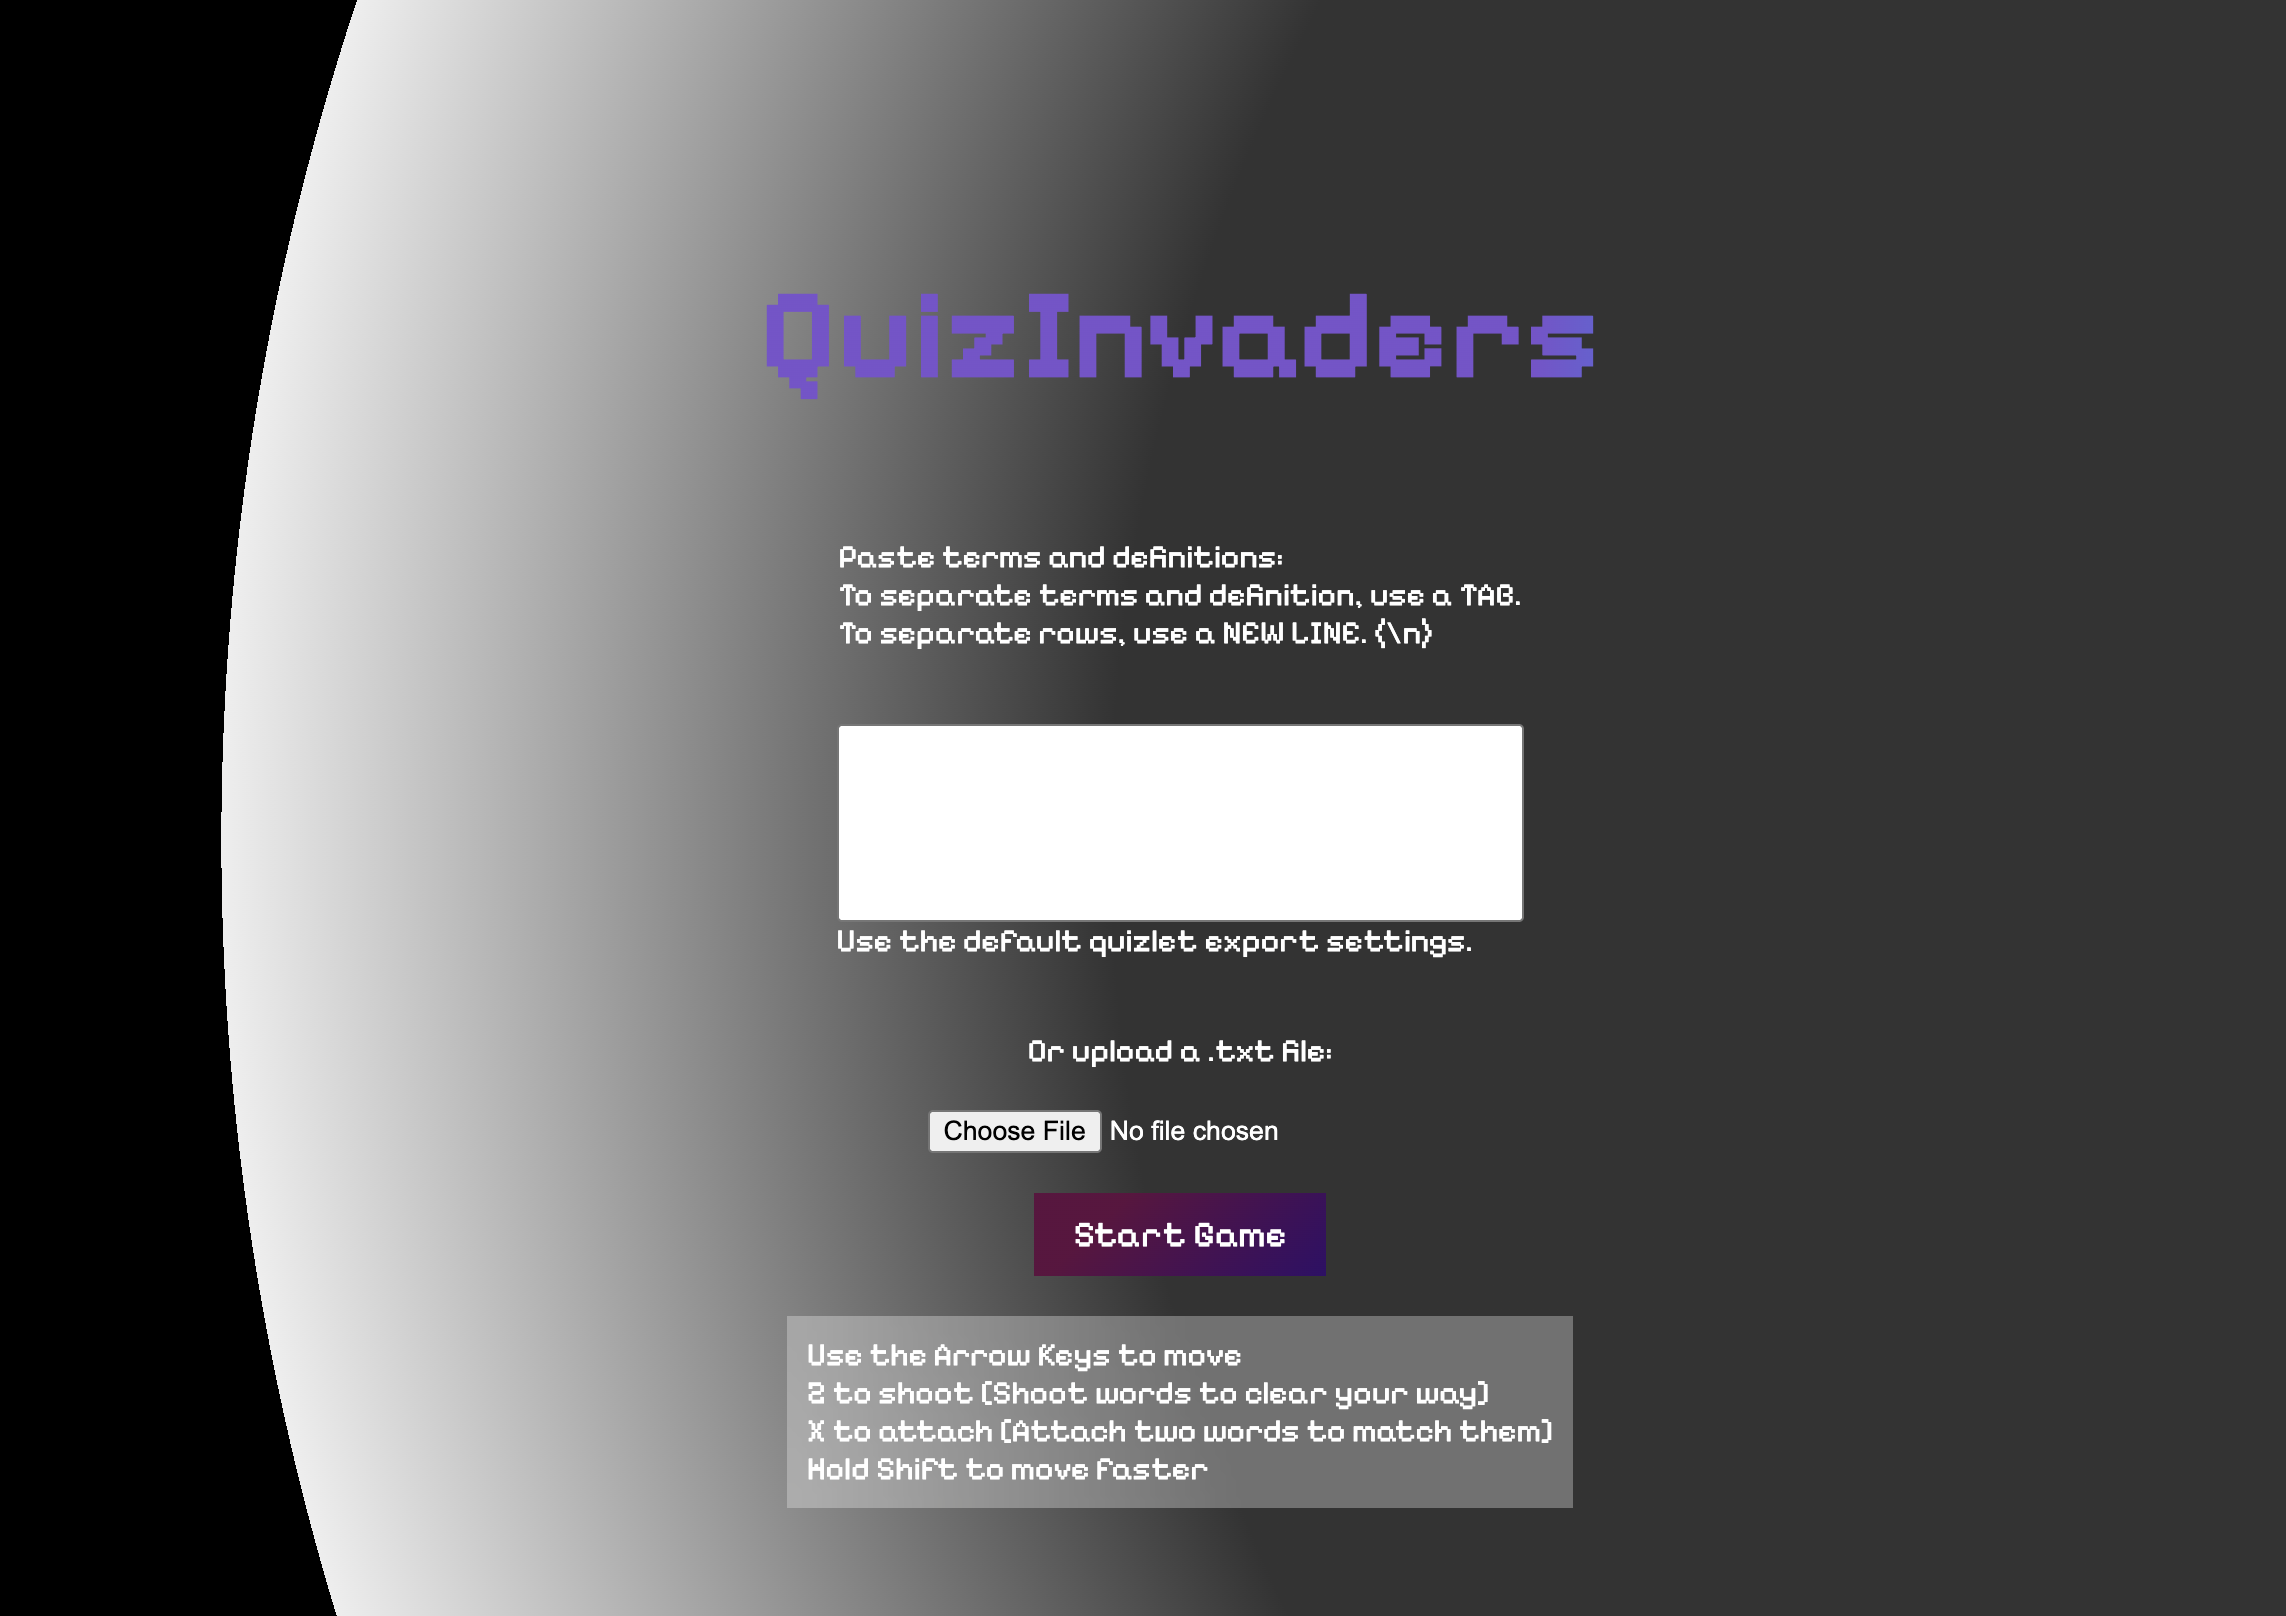 QuizInvaders
Paste terms and definitions:
To separate terms and definition, use a TAB.
To separate rows, use a NEW LINE. {\n}
Use the default quizlet export settings.
Or upload a .txt file:
Choose File No file chosen
Start Game
Use the Arrow Keys to move
Z to shoot (Shoot words to clear your way)
X to attach (Attach two words to match them)
Hold Shift to move faster